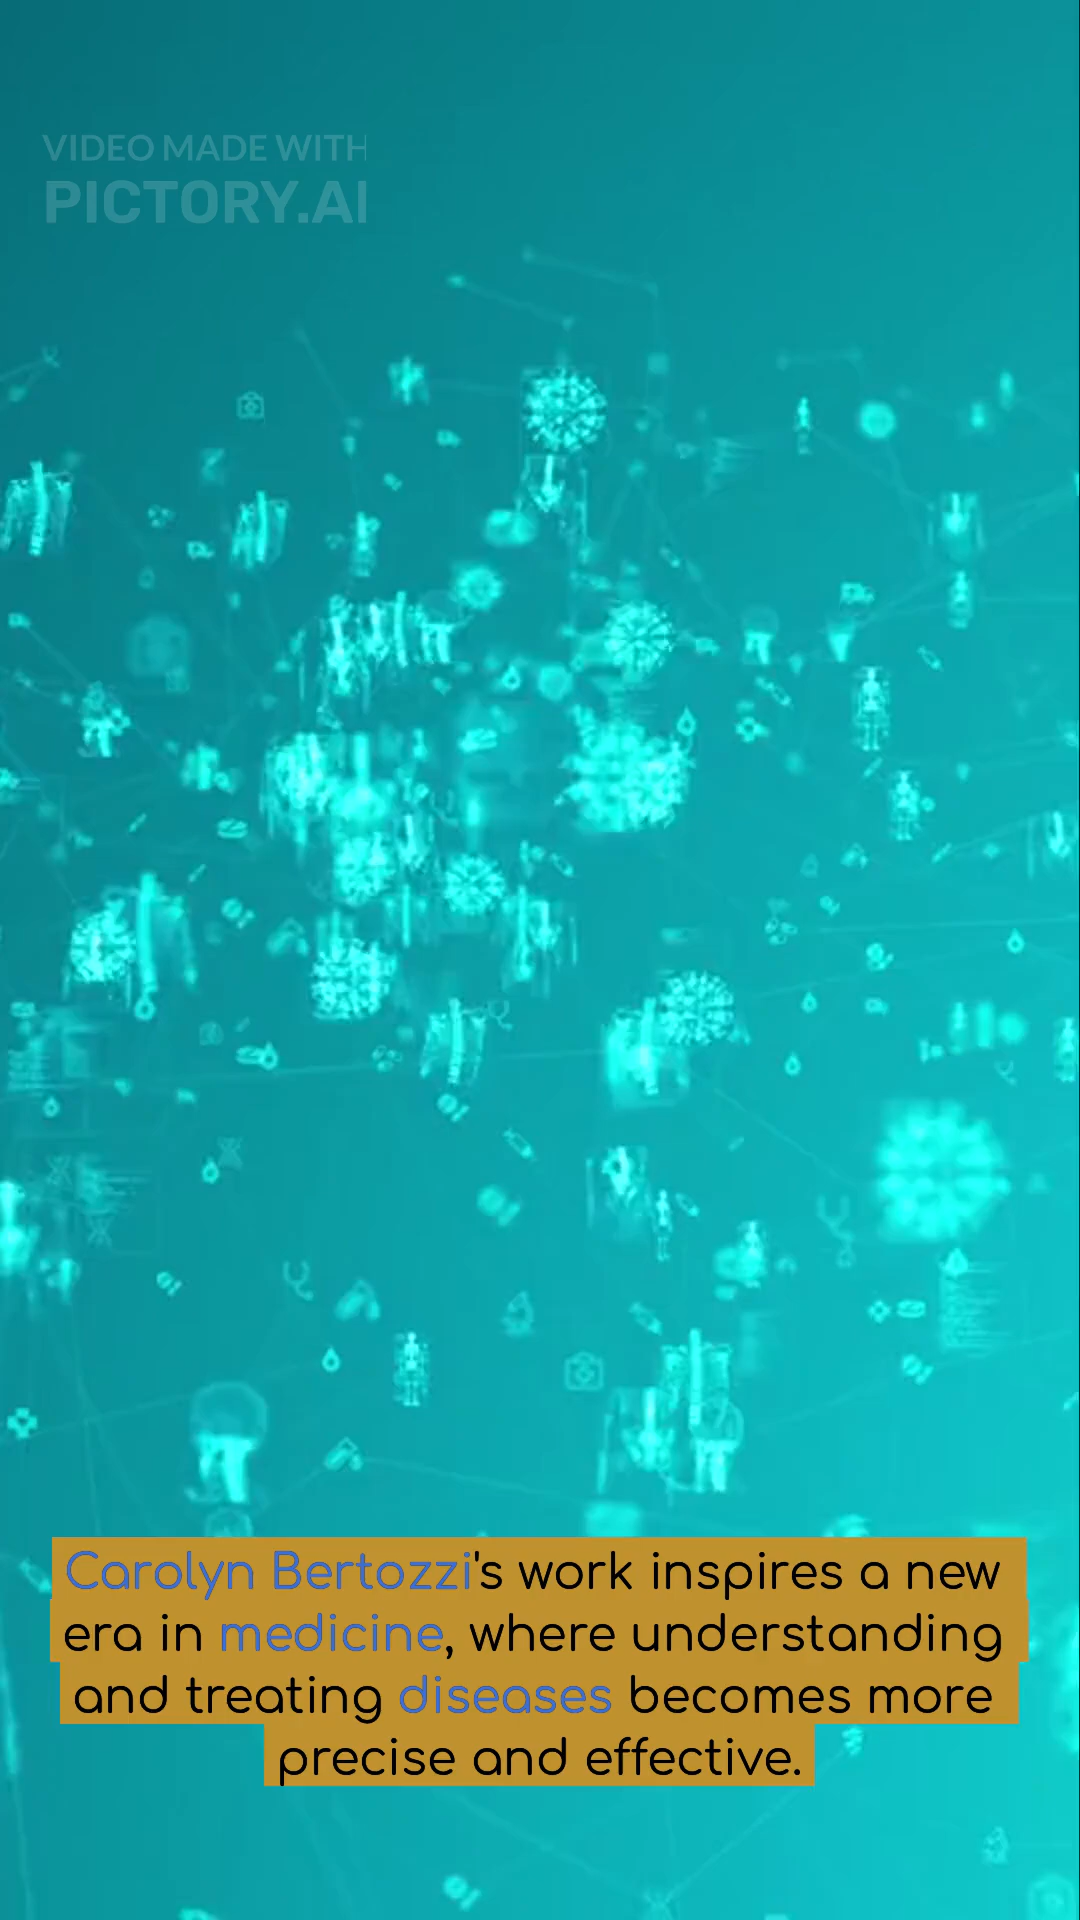 VIDEO MADE WITH
PICTORY.AI
Carolyn Bertozzi's work inspires a new
era in medicine, where understanding
and treating diseases becomes more
precise and effective.